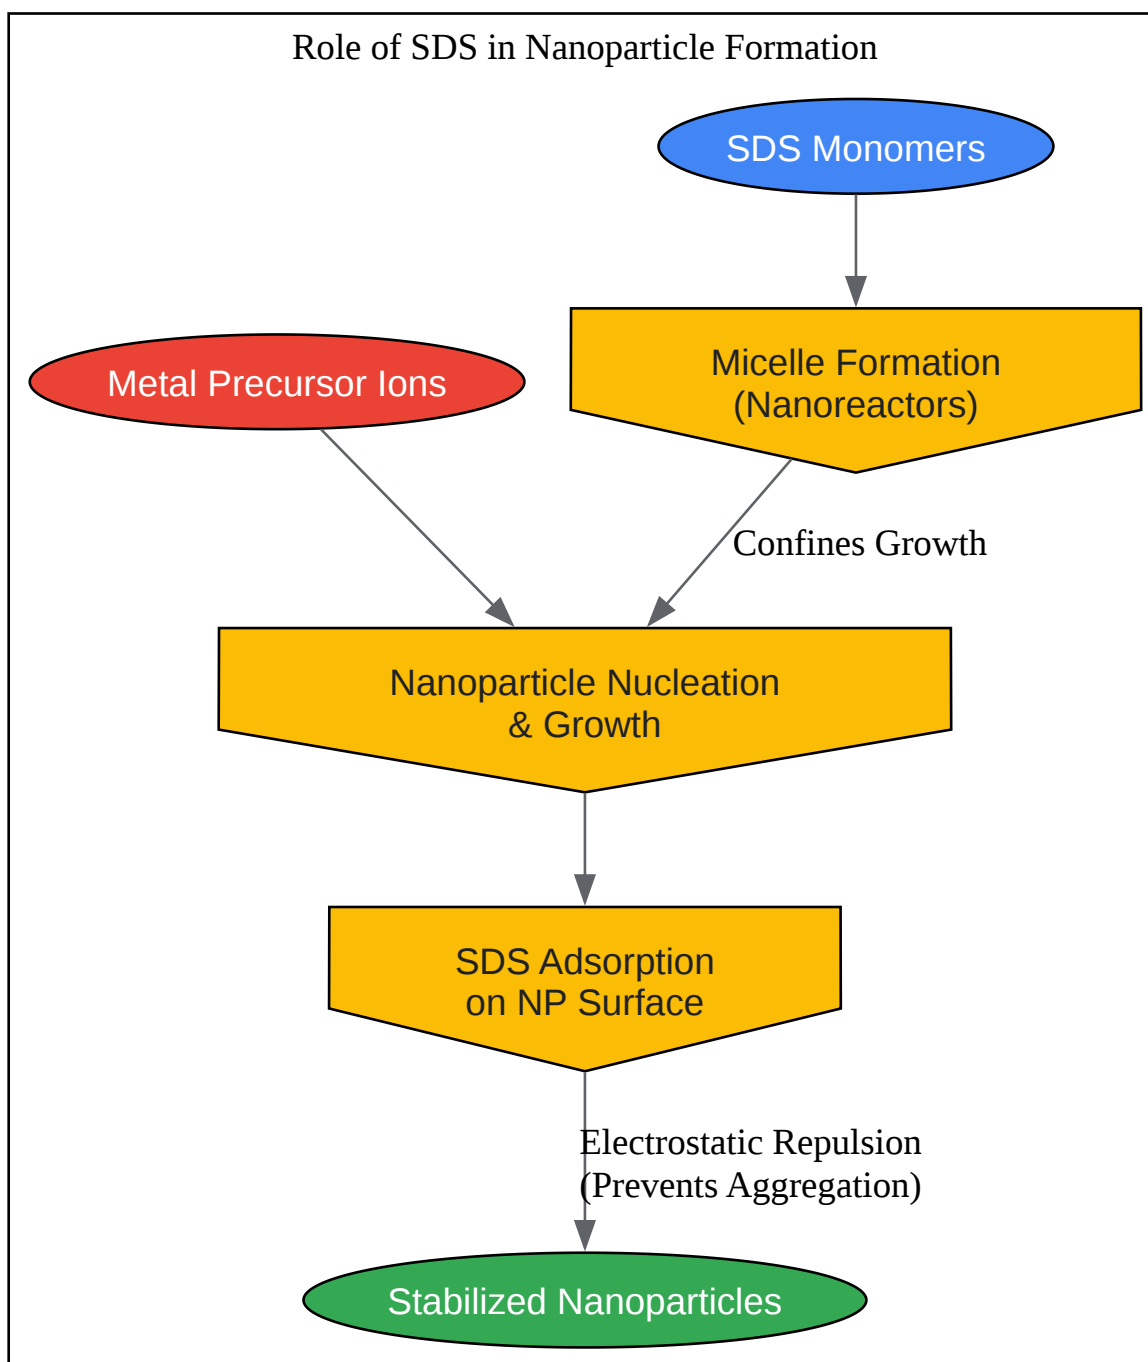 Role of SDS in Nanoparticle Formation
SDS Monomers
Metal Precursor Ions
Micelle Formation
(Nanoreactors)
Confines Growth
Nanoparticle Nucleation
& Growth
SDS Adsorption
on NP Surface
Electrostatic Repulsion
(Prevents Aggregation)
Stabilized Nanoparticles